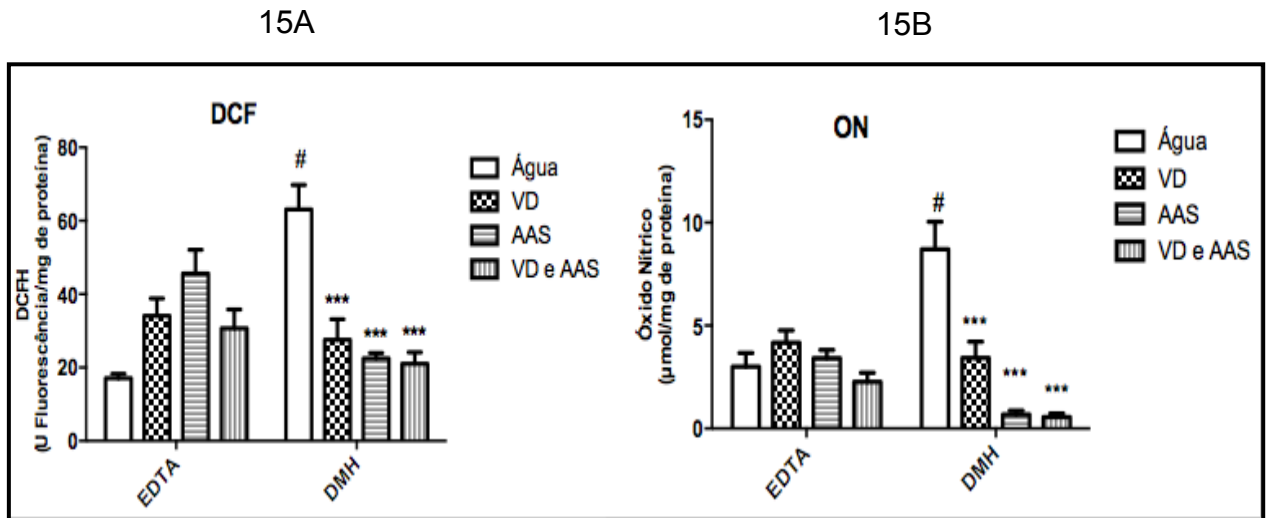 15A
15B
DCF
DCFH
(U Fluorescência/mg de proteína)
80
60
40
20
0
#
***
***
***
EDTA
DMH
Água
VD
AAS
VD e AAS
ON
Óxido Nítrico
(µmol/mg de proteína)
15
10
5
0
#
***
***
***
EDTA
DMH
Água
VD
AAS
VD e AAS